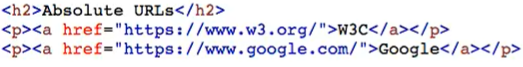 <h2>Absolute URLs</h2>
<p><a href="https://www.w3.org/">W3C</a></p>
<p><a href="https://www.google.com/">Google</a></p>